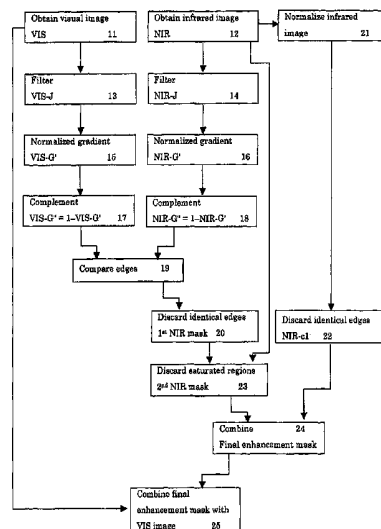 Obtain visual image
VIS 11
Obtain infrared image
NIR 12
Normalize infrared
image 21
Filter
VIS-J 13
Filter
NIR-J 14
Normalized gradient
VIS-G' 15
Normalized gradient
NIR-G' 16
Complement
VIS-G" = 1–VIS-G' 17
Complement
NIR-G" = 1–NIR-G' 18
Compare edges 19
Discard identical edges
1st NIR mask 20
Discard identical edges
NIR-c1 22
Discard saturated regions
2nd NIR mask 23
Combine 24
Final enhancement mask
Combine final
enhancement mask with
VIS image 25